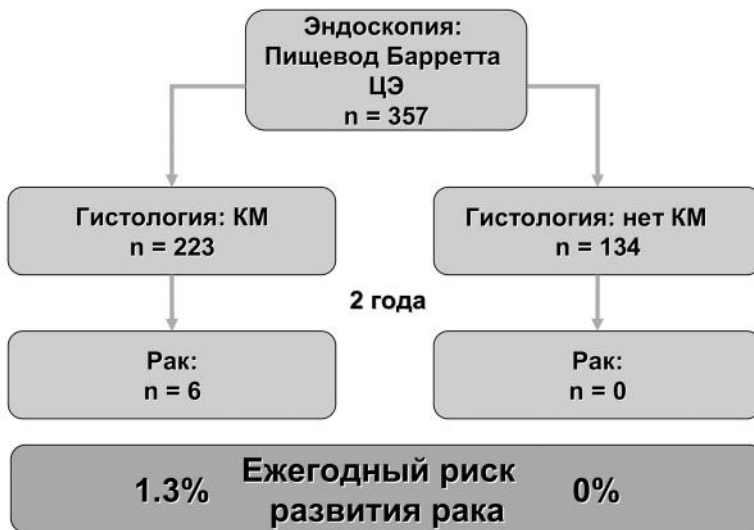 Эндоскопия:
Пищевод Барретта
ЦЭ
n = 357
Гистология: КМ
n = 223
Гистология: нет КМ
n = 134
2 года
Рак:
n = 6
Рак:
n = 0
1.3%
Ежегодный риск
развития рака
0%